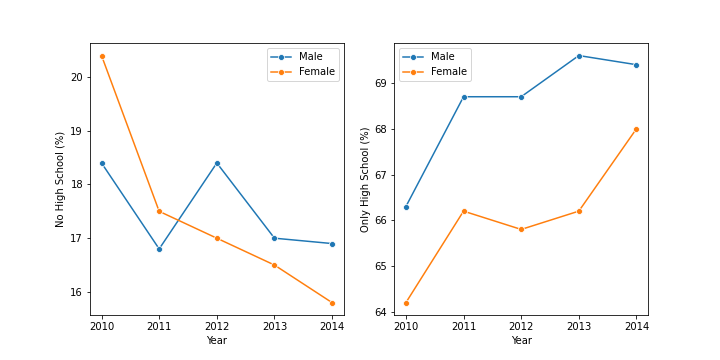 Male
Female
20
19
18
17
16
No High School (%)
2010 2011 2012 2013 2014
Year
Male
Female
69
68
67
66
65
64
Only High School (%)
2010 2011 2012 2013 2014
Year